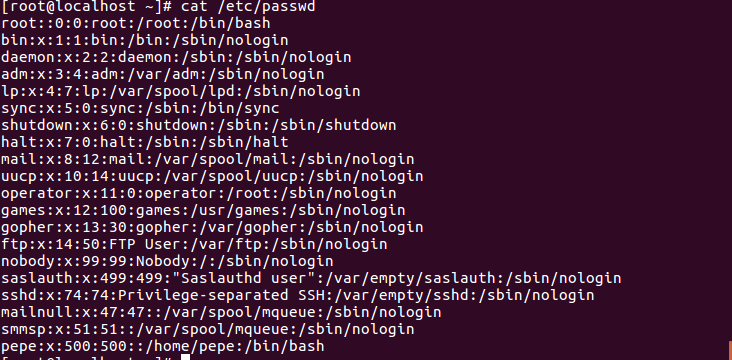 [root@localhost ~]# cat /etc/passwd
root::0:0:root:/root:/bin/bash
bin:x:1:1:bin:/bin:/sbin/nologin
daemon:x:2:2:daemon:/sbin:/sbin/nologin
adm:x:3:4:adm:/var/adm:/sbin/nologin
lp:x:4:7:lp:/var/spool/lpd:/sbin/nologin
sync:x:5:0:sync:/sbin:/bin/sync
shutdown:x:6:0:shutdown:/sbin:/sbin/shutdown
halt:x:7:0:halt:/sbin:/sbin/halt
mail:x:8:12:mail:/var/spool/mail:/sbin/nologin
uucp:x:10:14:uucp:/var/spool/uucp:/sbin/nologin
operator:x:11:0:operator:/root:/sbin/nologin
games:x:12:100:games:/usr/games:/sbin/nologin
gopher:x:13:30:gopher:/var/gopher:/sbin/nologin
ftp:x:14:50:FTP User:/var/ftp:/sbin/nologin
nobody:x:99:99:Nobody:/:/sbin/nologin
saslauth:x:499:499:"Saslauthd user":/var/empty/saslauth:/sbin/nologin
sshd:x:74:74:Privilege-separated SSH:/var/empty/sshd:/sbin/nologin
mailnull:x:47:47::/var/spool/mqueue:/sbin/nologin
smmsp:x:51:51::/var/spool/mqueue:/sbin/nologin
pepe:x:500:500::/home/pepe:/bin/bash
[root@localhost ~]#